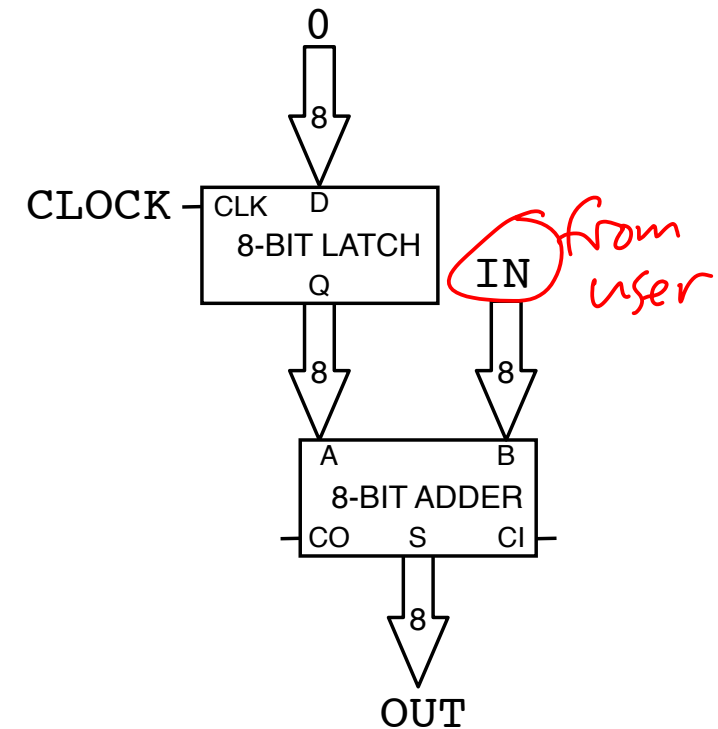 0
8
CLOCK
CLK D
8-BIT LATCH
Q
IN
from
user
8 8
A B
8-BIT ADDER
CO S CI
8
OUT